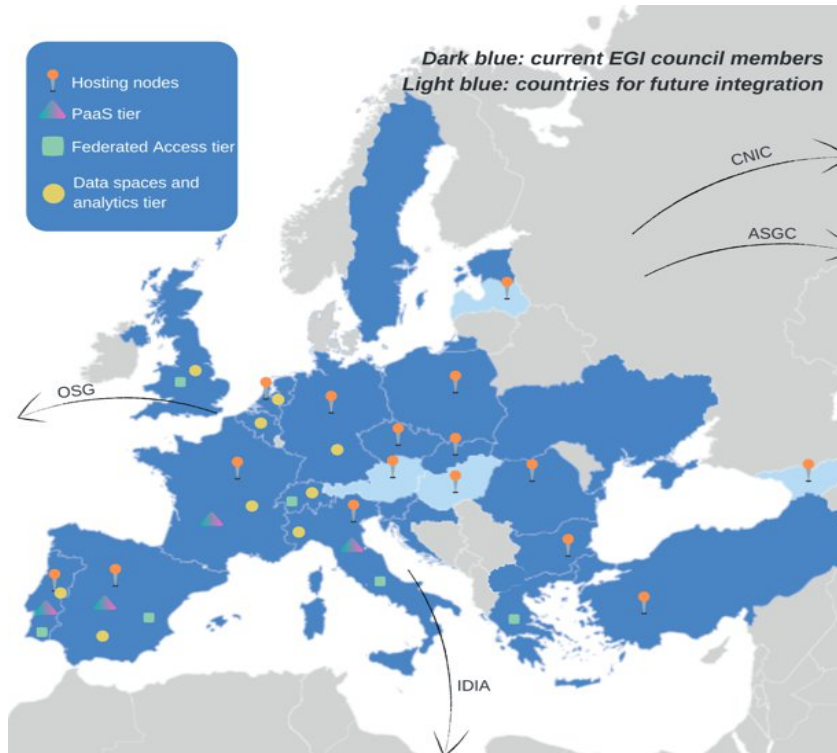 Dark blue: current EGI council members
Light blue: countries for future integration
Hosting nodes
PaaS tier
Federated Access tier
Data spaces and
analytics tier
CNIC
ASGC
OSG
IDIA